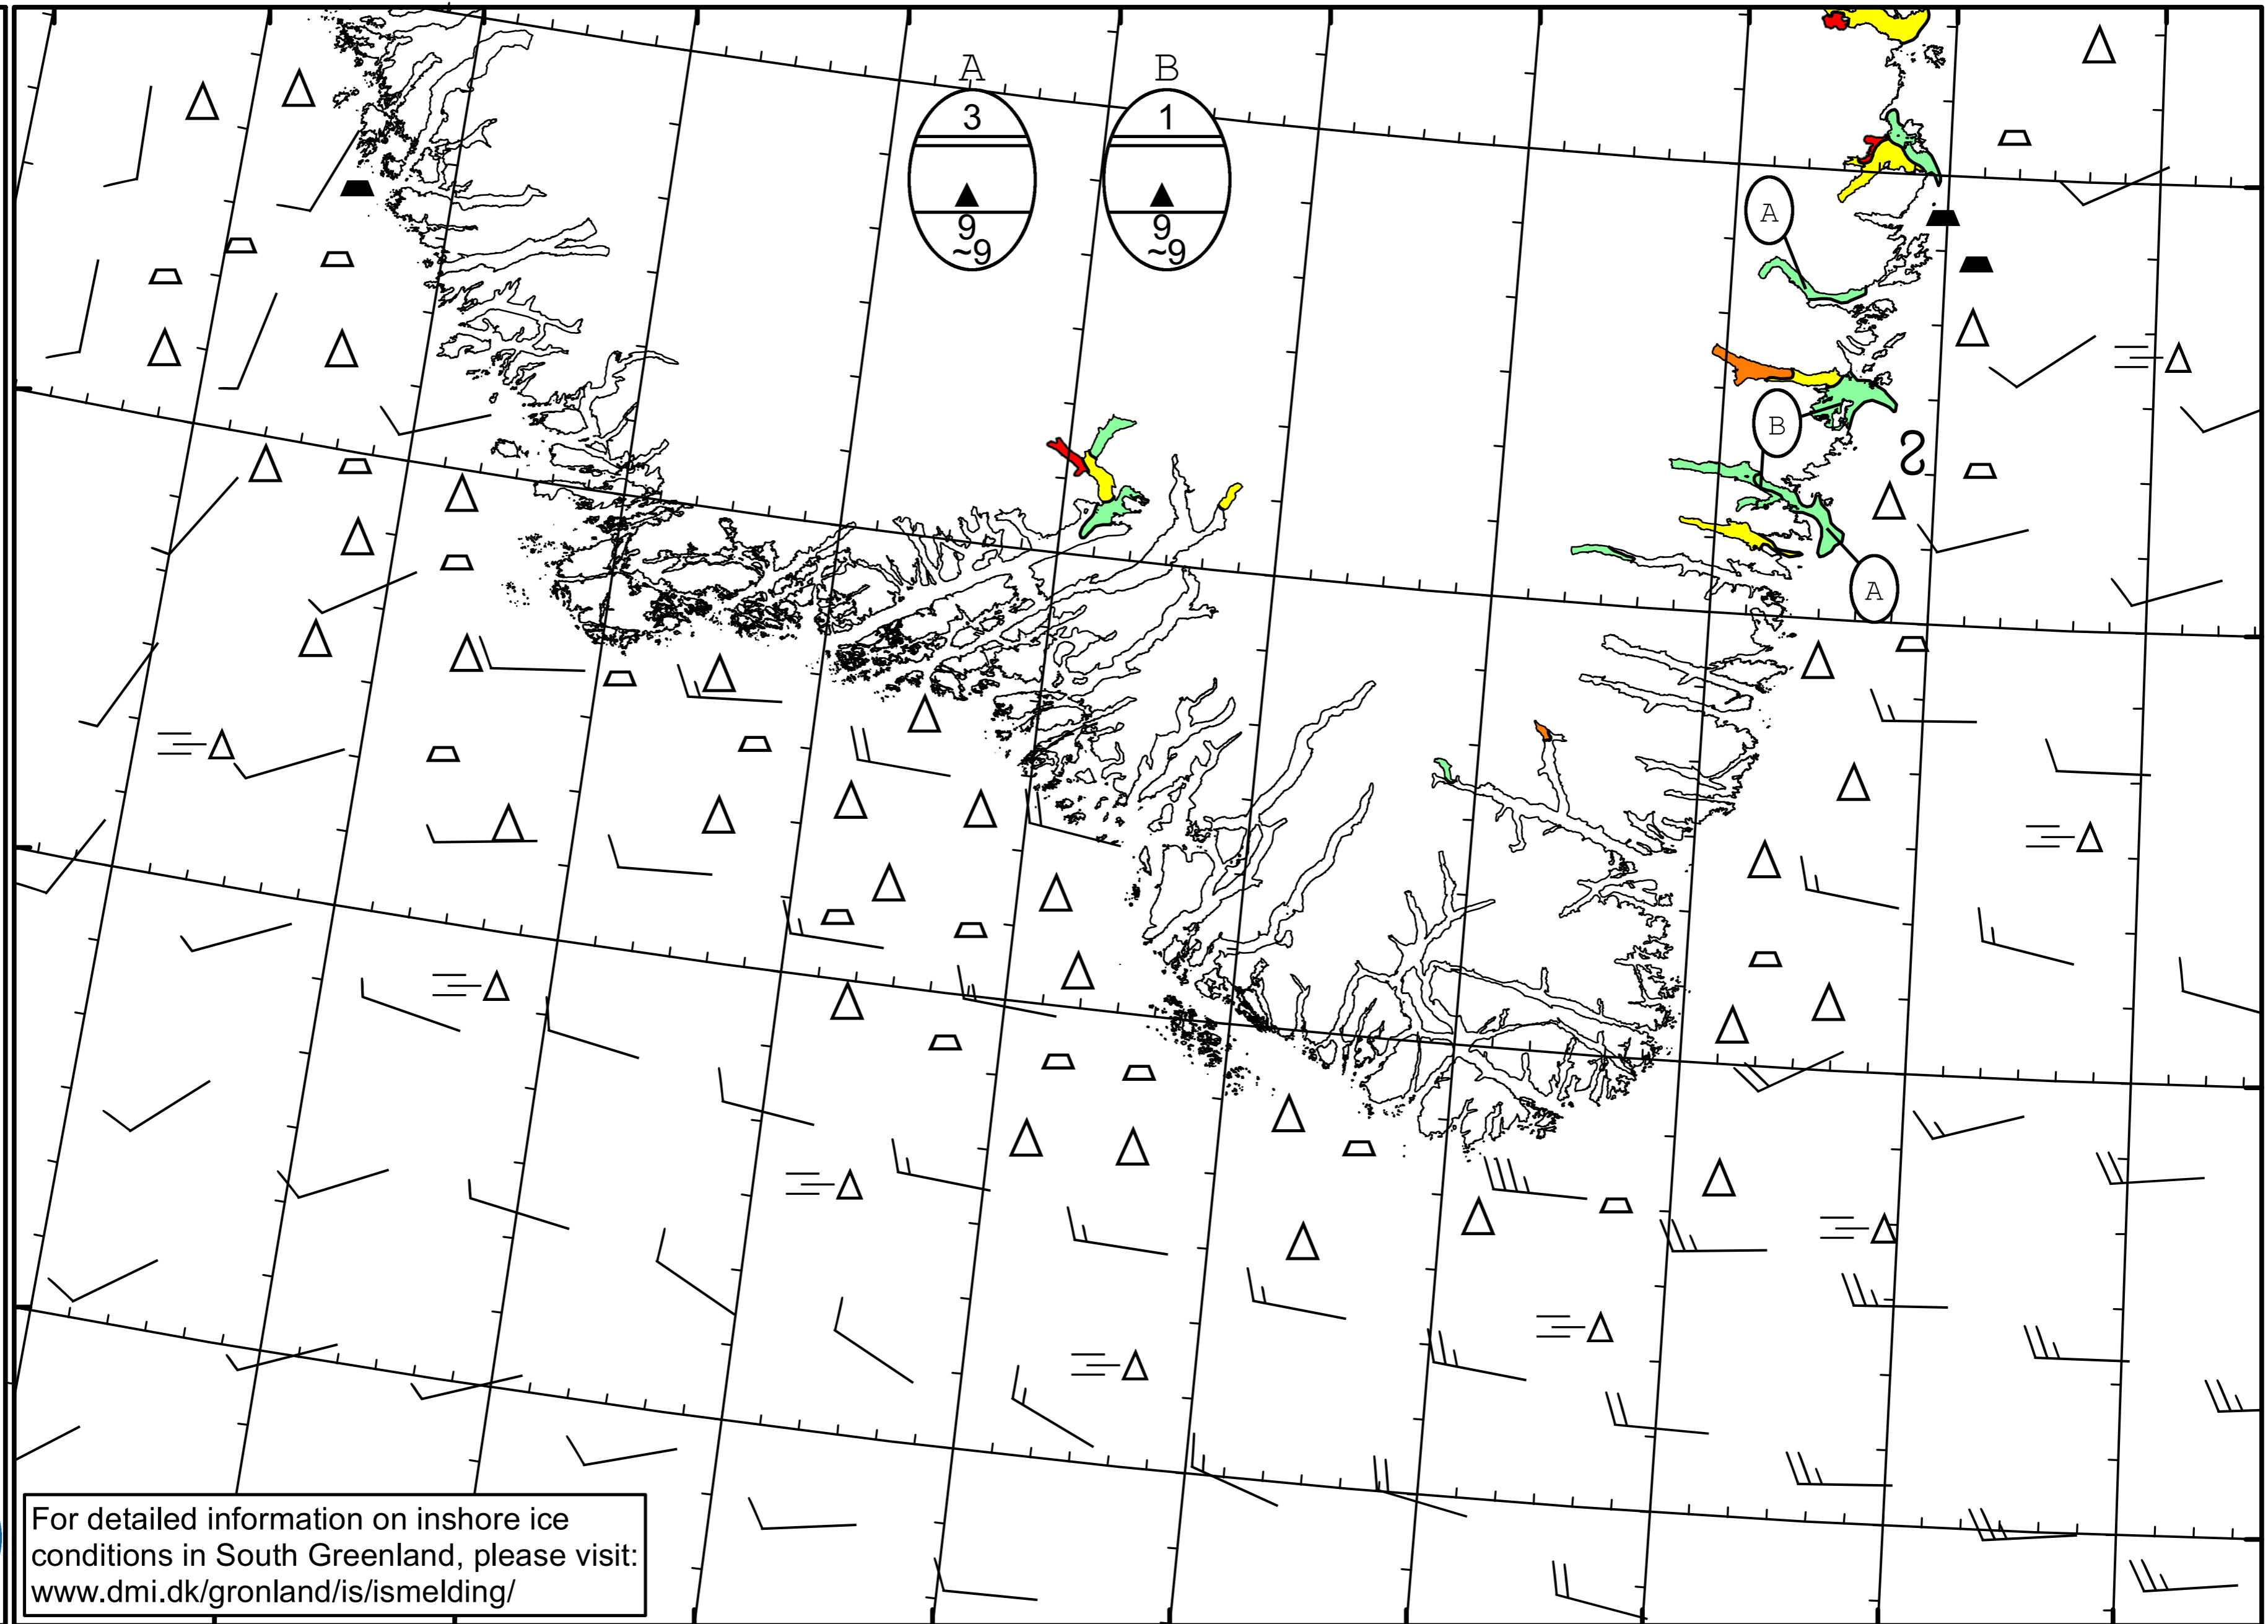 A B
3 1
9 9
~9 ~9
A
B
A
For detailed information on inshore ice
conditions in South Greenland, please visit:
www.dmi.dk/gronland/is/ismelding/